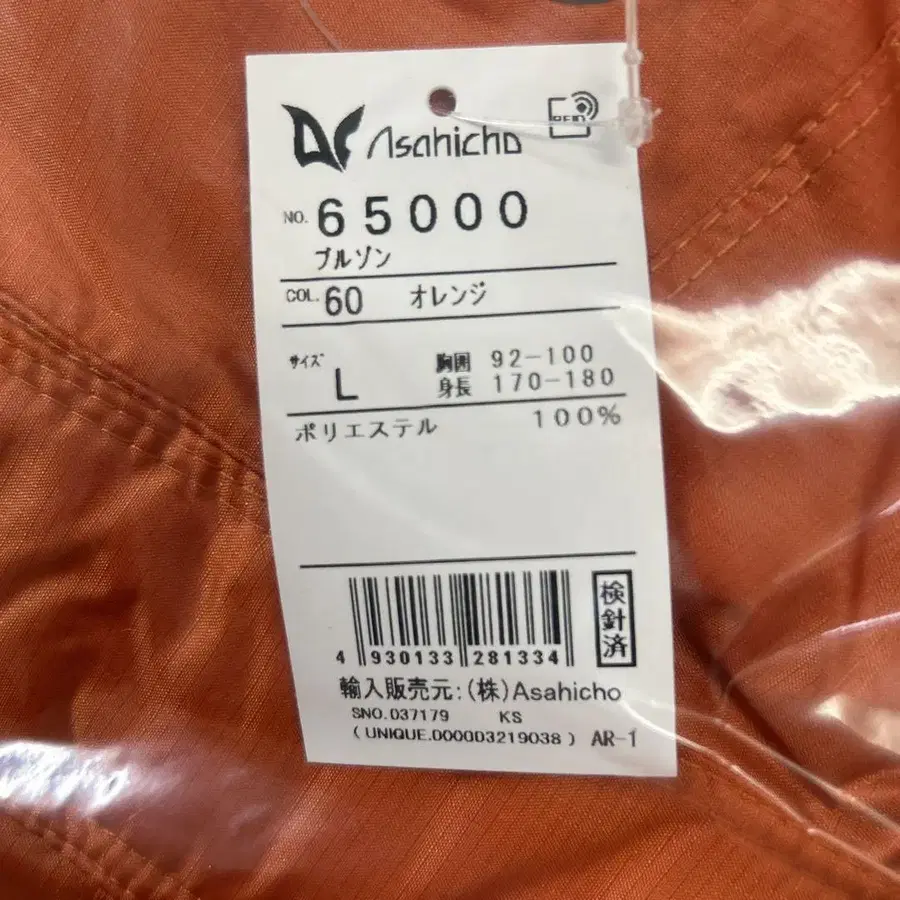 Asahicho
RFID
NO. 65000
ブルゾン
COL. 60 オレンジ
サイズ L
胸囲 92-100
身長 170-180
ポリエステル 100%
4 930133 281334
検針済
輸入販売元:(株)Asahicho
SNO.037179 KS
(UNIQUE.0000D3219038) AR-1